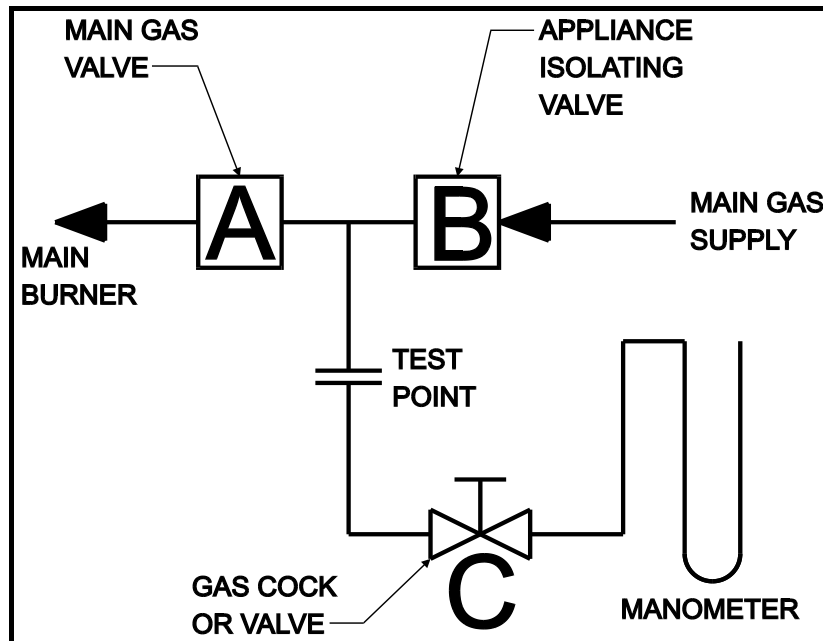 MAIN GAS
VALVE
APPLIANCE
ISOLATING
VALVE
A
B
MAIN GAS
SUPPLY
MAIN
BURNER
TEST
POINT
C
GAS COCK
OR VALVE
MANOMETER